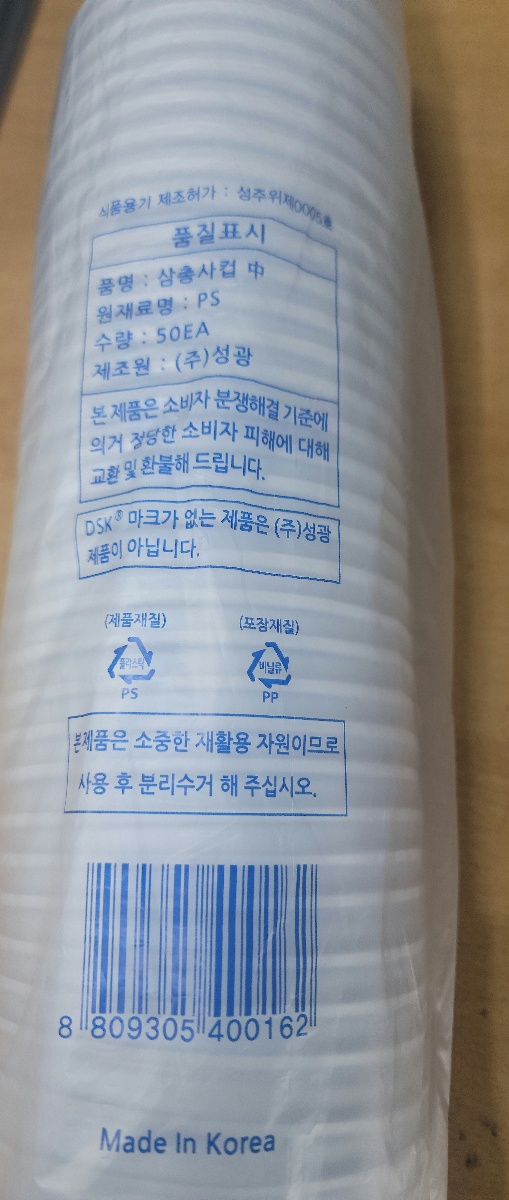 식품용기 제조허가 : 성주위제0005호
품질표시
품명 : 삼총사컵 中
원재료명 : PS
수량 : 50EA
제조원 : (주)성광
본 제품은 소비자 분쟁해결 기준에
의거 정당한 소비자 피해에 대해
교환 및 환불해 드립니다.
DSK® 마크가 없는 제품은 (주)성광
제품이 아닙니다.
(제품재질) (포장재질)
플라스틱 비닐류
PS PP
본제품은 소중한 재활용 자원이므로
사용 후 분리수거 해 주십시오.
8 809305 400162
Made In Korea